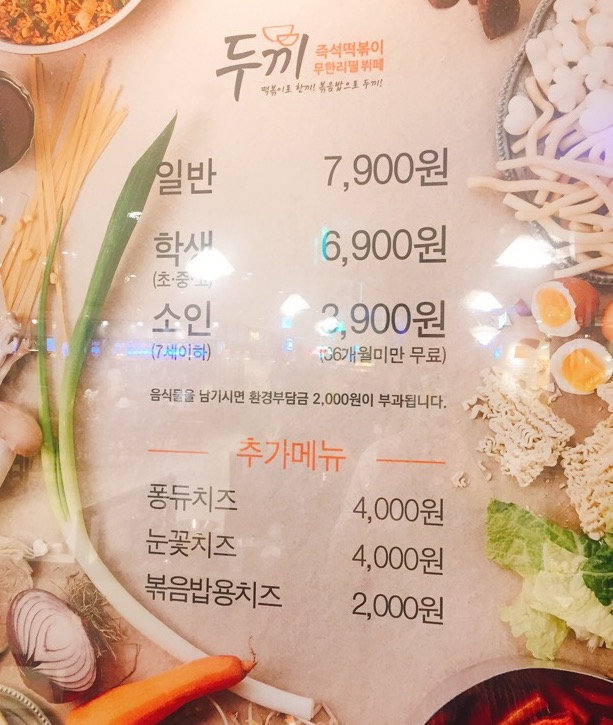 두끼
즉석떡볶이
무한리필 뷔페
떡볶이로 한끼! 볶음밥으로 두끼!
일반 7,900원
학생 6,900원
(초·중·고)
소인 3,900원
(7세이하) (36개월미만 무료)
음식물을 남기시면 환경부담금 2,000원이 부과됩니다.
추가메뉴
퐁듀치즈 4,000원
눈꽃치즈 4,000원
볶음밥용치즈 2,000원